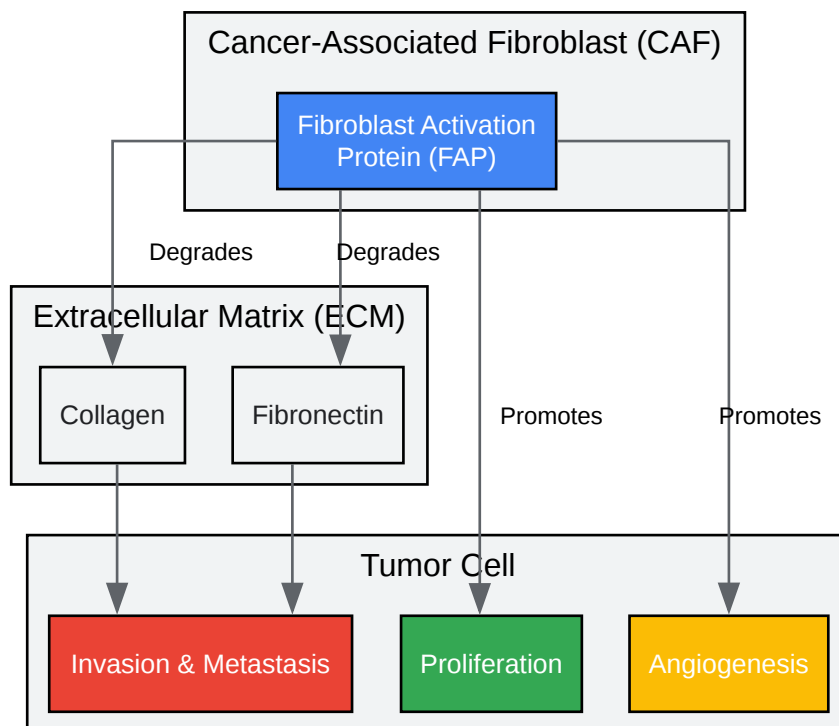 Cancer-Associated Fibroblast (CAF)
Fibroblast Activation
Protein (FAP)
Degrades
Degrades
Extracellular Matrix (ECM)
Collagen
Fibronectin
Promotes
Promotes
Tumor Cell
Invasion & Metastasis
Proliferation
Angiogenesis